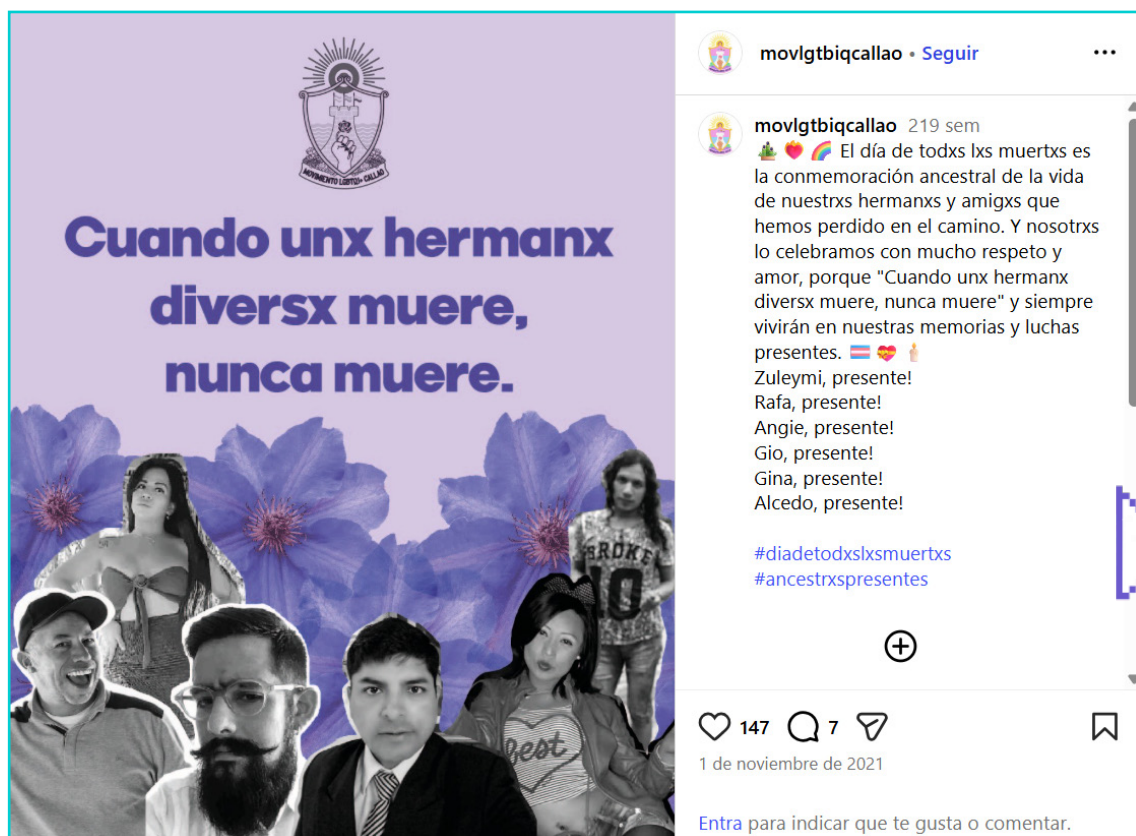 MOVIMIENTO LGBTQI+ CALLAO
Cuando unx hermanx
diversx muere,
nunca muere.
BROKE
10
best
movlgtbiqcallao • Seguir
movlgtbiqcallao 219 sem
El día de todxs lxs muertxs es
la conmemoración ancestral de la vida
de nuestrxs hermanxs y amigxs que
hemos perdido en el camino. Y nosotrxs
lo celebramos con mucho respeto y
amor, porque "Cuando unx hermanx
diversx muere, nunca muere" y siempre
vivirán en nuestras memorias y luchas
presentes.
Zuleymi, presente!
Rafa, presente!
Angie, presente!
Gio, presente!
Gina, presente!
Alcedo, presente!
#diadetodxslxsmuertxs
#ancestrxspresentes
147 7
1 de noviembre de 2021
Entra para indicar que te gusta o comentar.